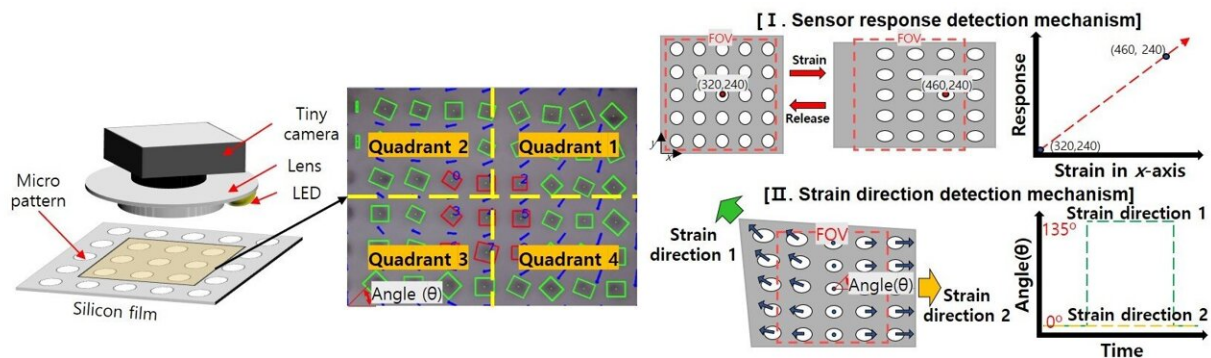 Tiny
camera
Lens
LED
Micro
pattern
Silicon film
Quadrant 2
Quadrant 1
0
1
2
3
5
7
Quadrant 3
Quadrant 4
Angle (θ)
[Ⅰ. Sensor response detection mechanism]
FOV
(320,240)
y
x
Strain
Release
FOV
(460,240)
Response
(460, 240)
(320,240)
Strain in x-axis
[Ⅱ. Strain direction detection mechanism]
Strain
direction 1
FOV
Angle(θ)
Strain
direction 2
Angle(θ)
135°
0°
Strain direction 1
Strain direction 2
Time